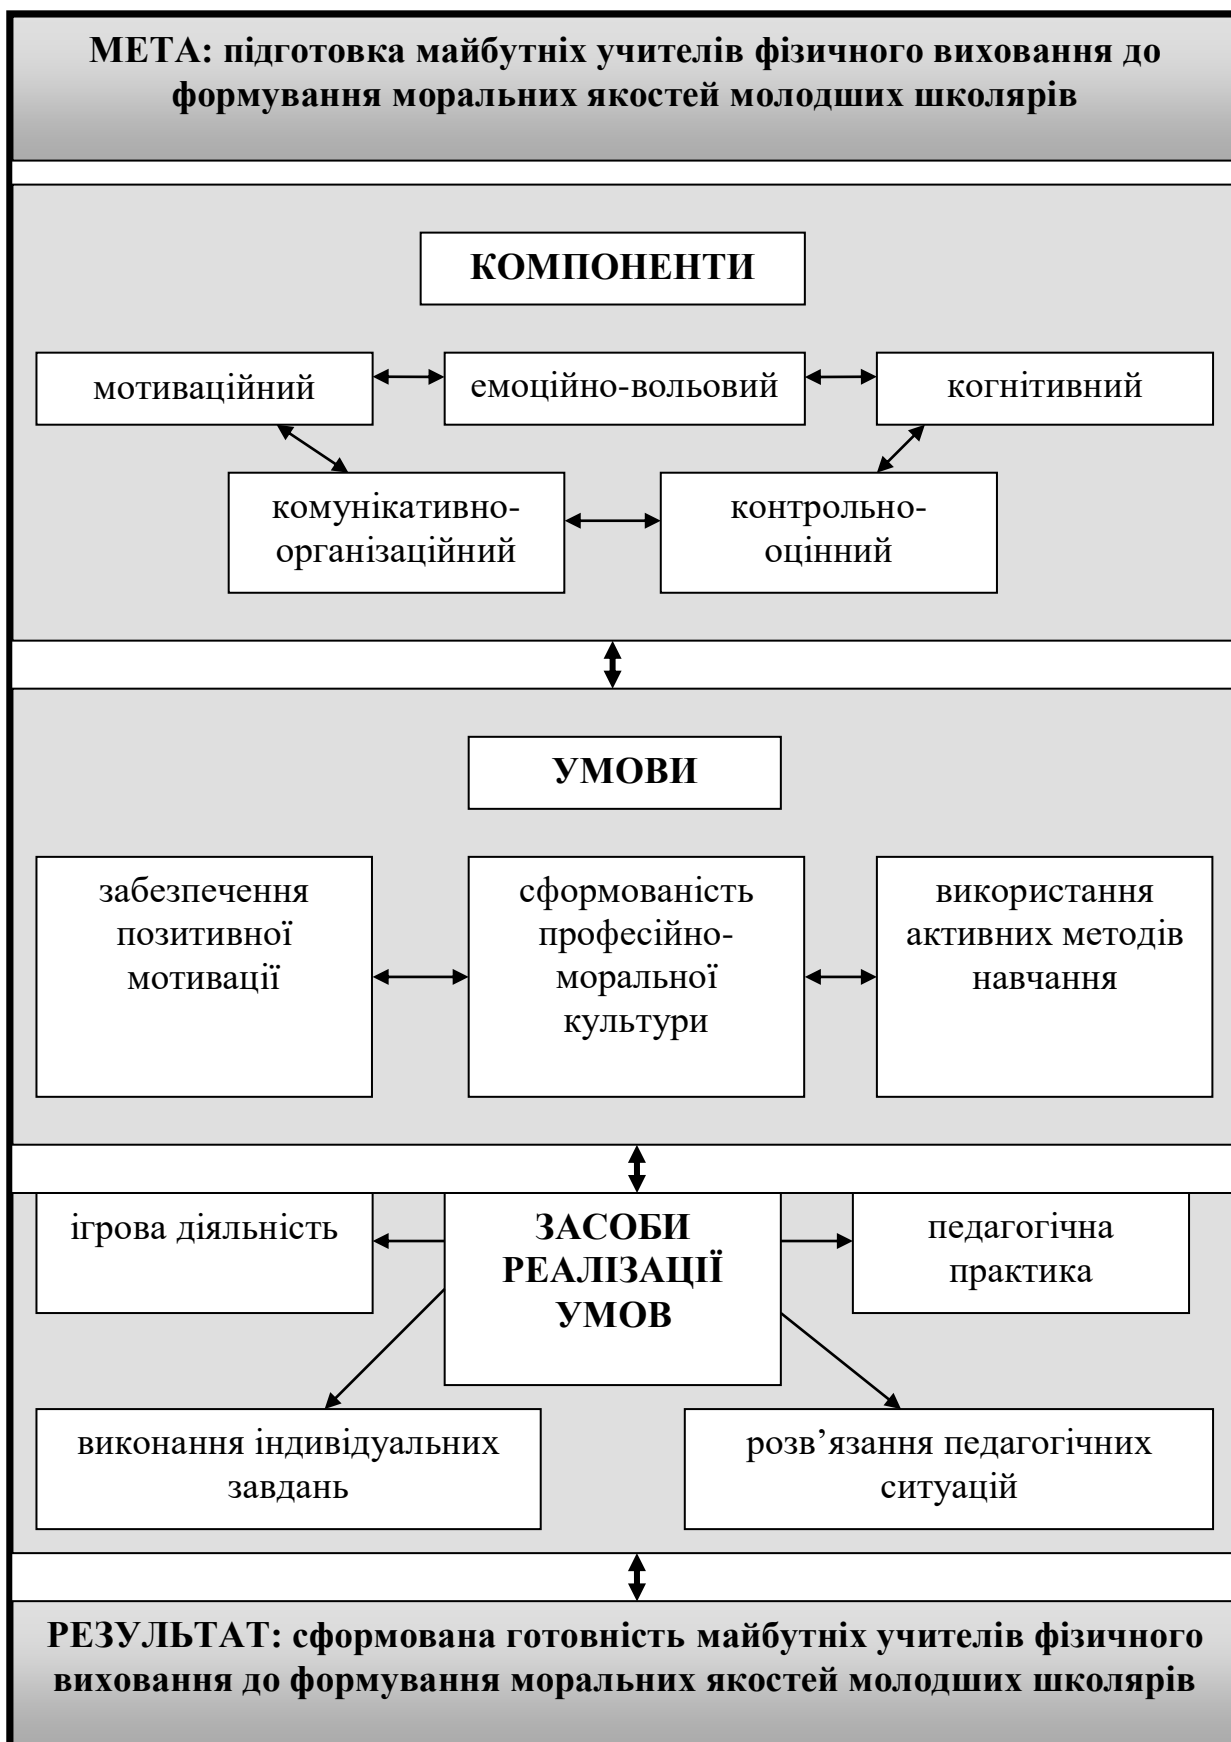 МЕТА: підготовка майбутніх учителів фізичного виховання до
формування моральних якостей молодших школярів
КОМПОНЕНТИ
мотиваційний
емоційно-вольовий
когнітивний
комунікативно-
організаційний
контрольно-
оцінний
УМОВИ
забезпечення
позитивної
мотивації
сформованість
професійно-
моральної
культури
використання
активних методів
навчання
ігрова діяльність
ЗАСОБИ
РЕАЛІЗАЦІЇ
УМОВ
педагогічна
практика
виконання індивідуальних
завдань
розв’язання педагогічних
ситуацій
РЕЗУЛЬТАТ: сформована готовність майбутніх учителів фізичного
виховання до формування моральних якостей молодших школярів